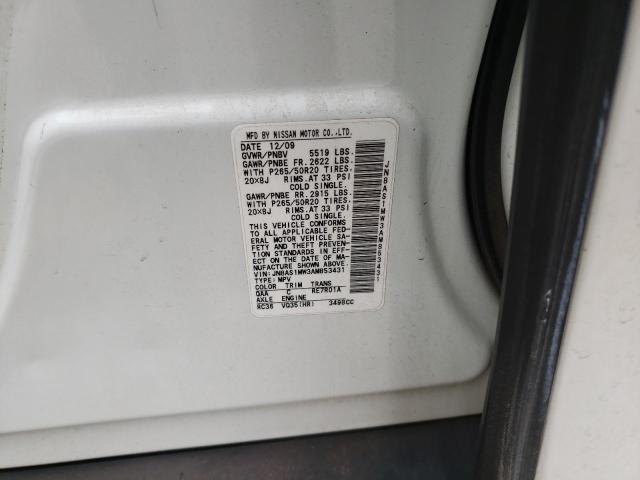 MFD BY NISSAN MOTOR CO.,LTD.
DATE 12/09
GVWR/PNBV 5519 LBS.
GAWR/PNBE FR. 2622 LBS.
WITH P265/50R20 TIRES.
20X8J RIMS.AT 33 PSI
COLD SINGLE.
GAWR/PNBE RR. 2915 LBS.
WITH P265/50R20 TIRES.
20X8J RIMS.AT 33 PSI
COLD SINGLE.
THIS VEHICLE CONFORMS
TO ALL APPLICABLE FED-
ERAL MOTOR VEHICLE SA-
FETY AND THEFT PREVEN-
TION STANDARDS IN EFF-
ECT ON THE DATE OF MA-
NUFACTURE SHOWN ABOVE.
VIN: JN8AS1MW3AM853431
TYPE: MPV
COLOR TRIM TRANS
QAA C RE7R01A
AXLE ENGINE
RC36 VQ35(HR) 3498CC
JN8AS1MW3AM853431